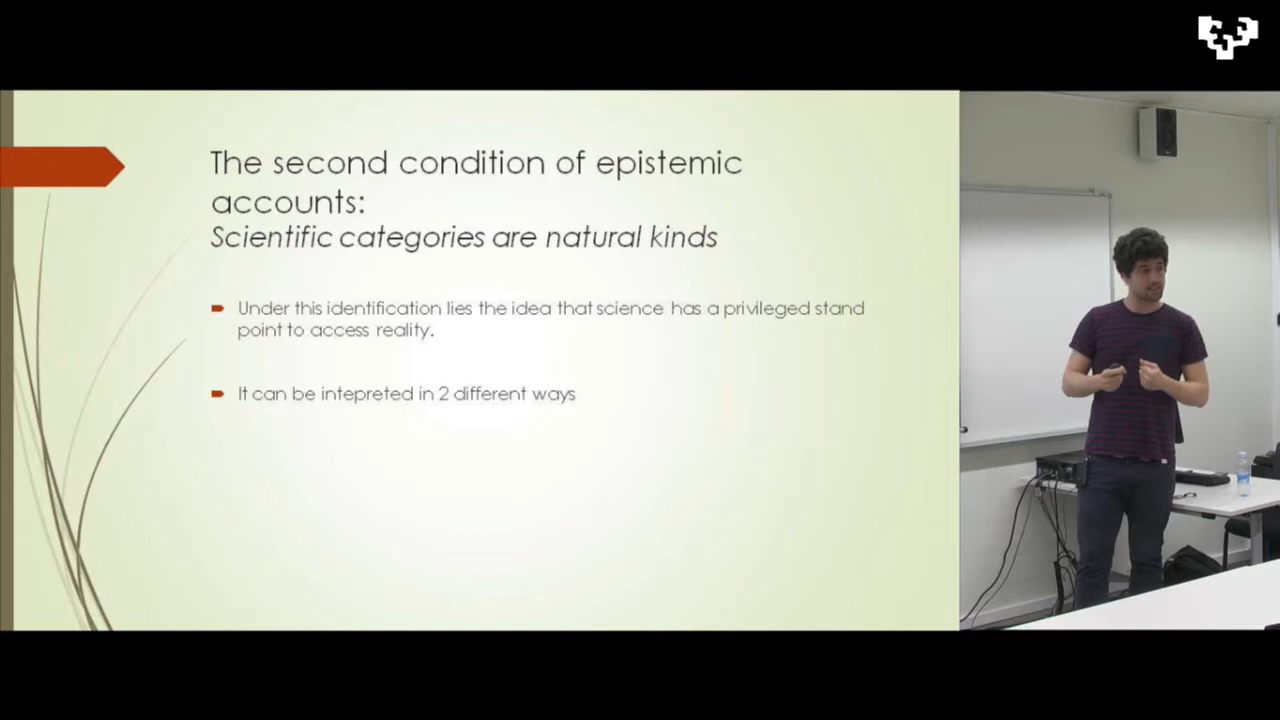 The second condition of epistemic
accounts:
Scientific categories are natural kinds
Under this identification lies the idea that science has a privileged stand
point to access reality.
It can be intepreted in 2 different ways